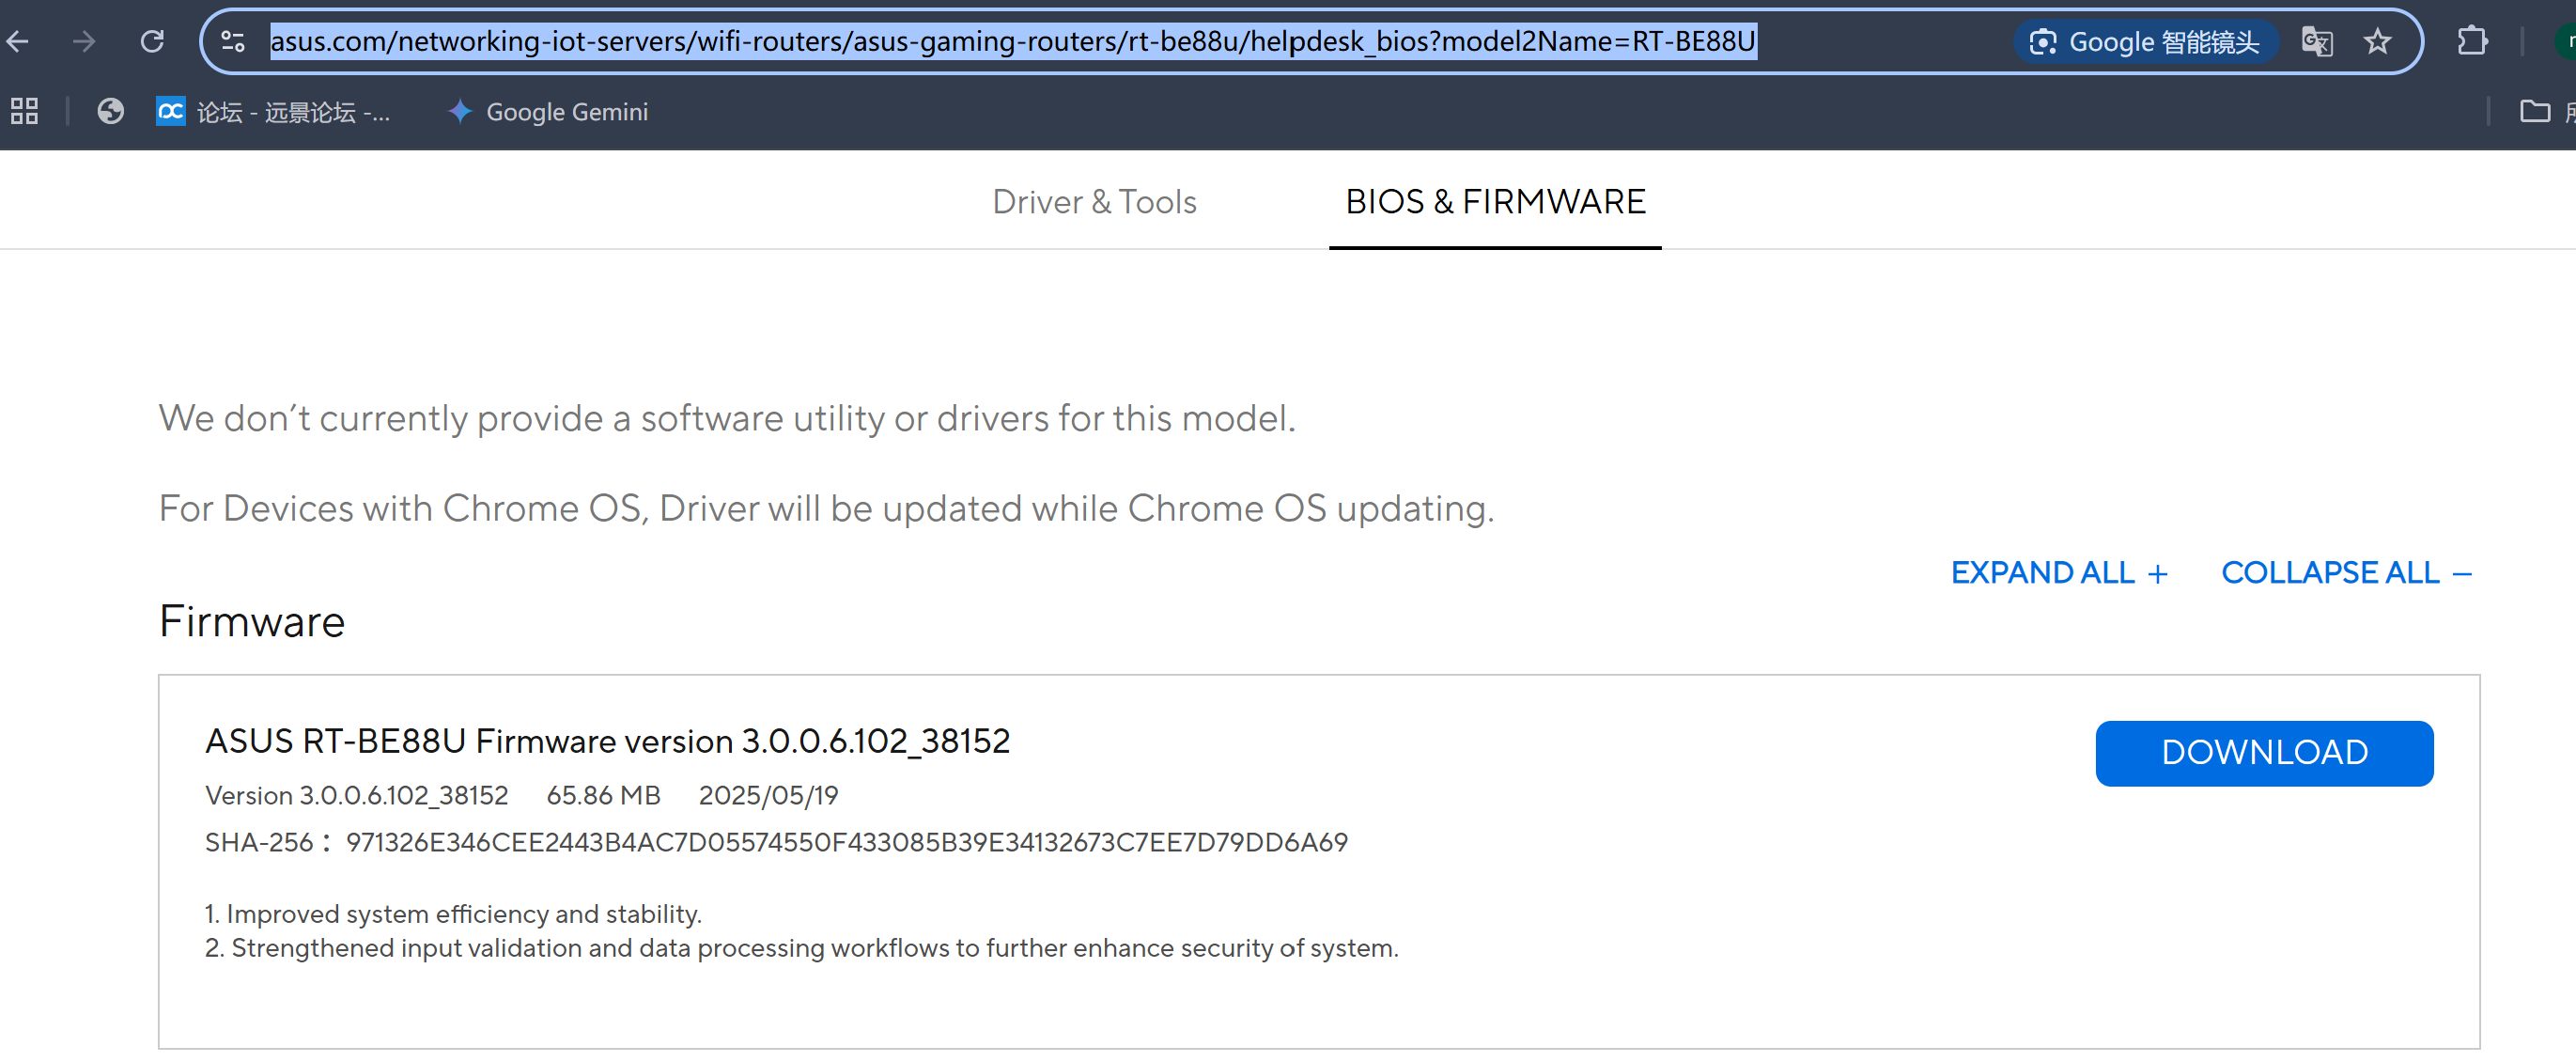 asus.com/networking-iot-servers/wifi-routers/asus-gaming-routers/rt-be88u/helpdesk_bios?model2Name=RT-BE88U
Google 智能镜头
论坛 - 远景论坛 -...
Google Gemini
Driver & Tools
BIOS & FIRMWARE
We don’t currently provide a software utility or drivers for this model.
For Devices with Chrome OS, Driver will be updated while Chrome OS updating.
EXPAND ALL +
COLLAPSE ALL −
Firmware
ASUS RT-BE88U Firmware version 3.0.0.6.102_38152
DOWNLOAD
Version 3.0.0.6.102_38152 65.86 MB 2025/05/19
SHA-256：971326E346CEE2443B4AC7D05574550F433085B39E34132673C7EE7D79DD6A69
1. Improved system efficiency and stability.
2. Strengthened input validation and data processing workflows to further enhance security of system.